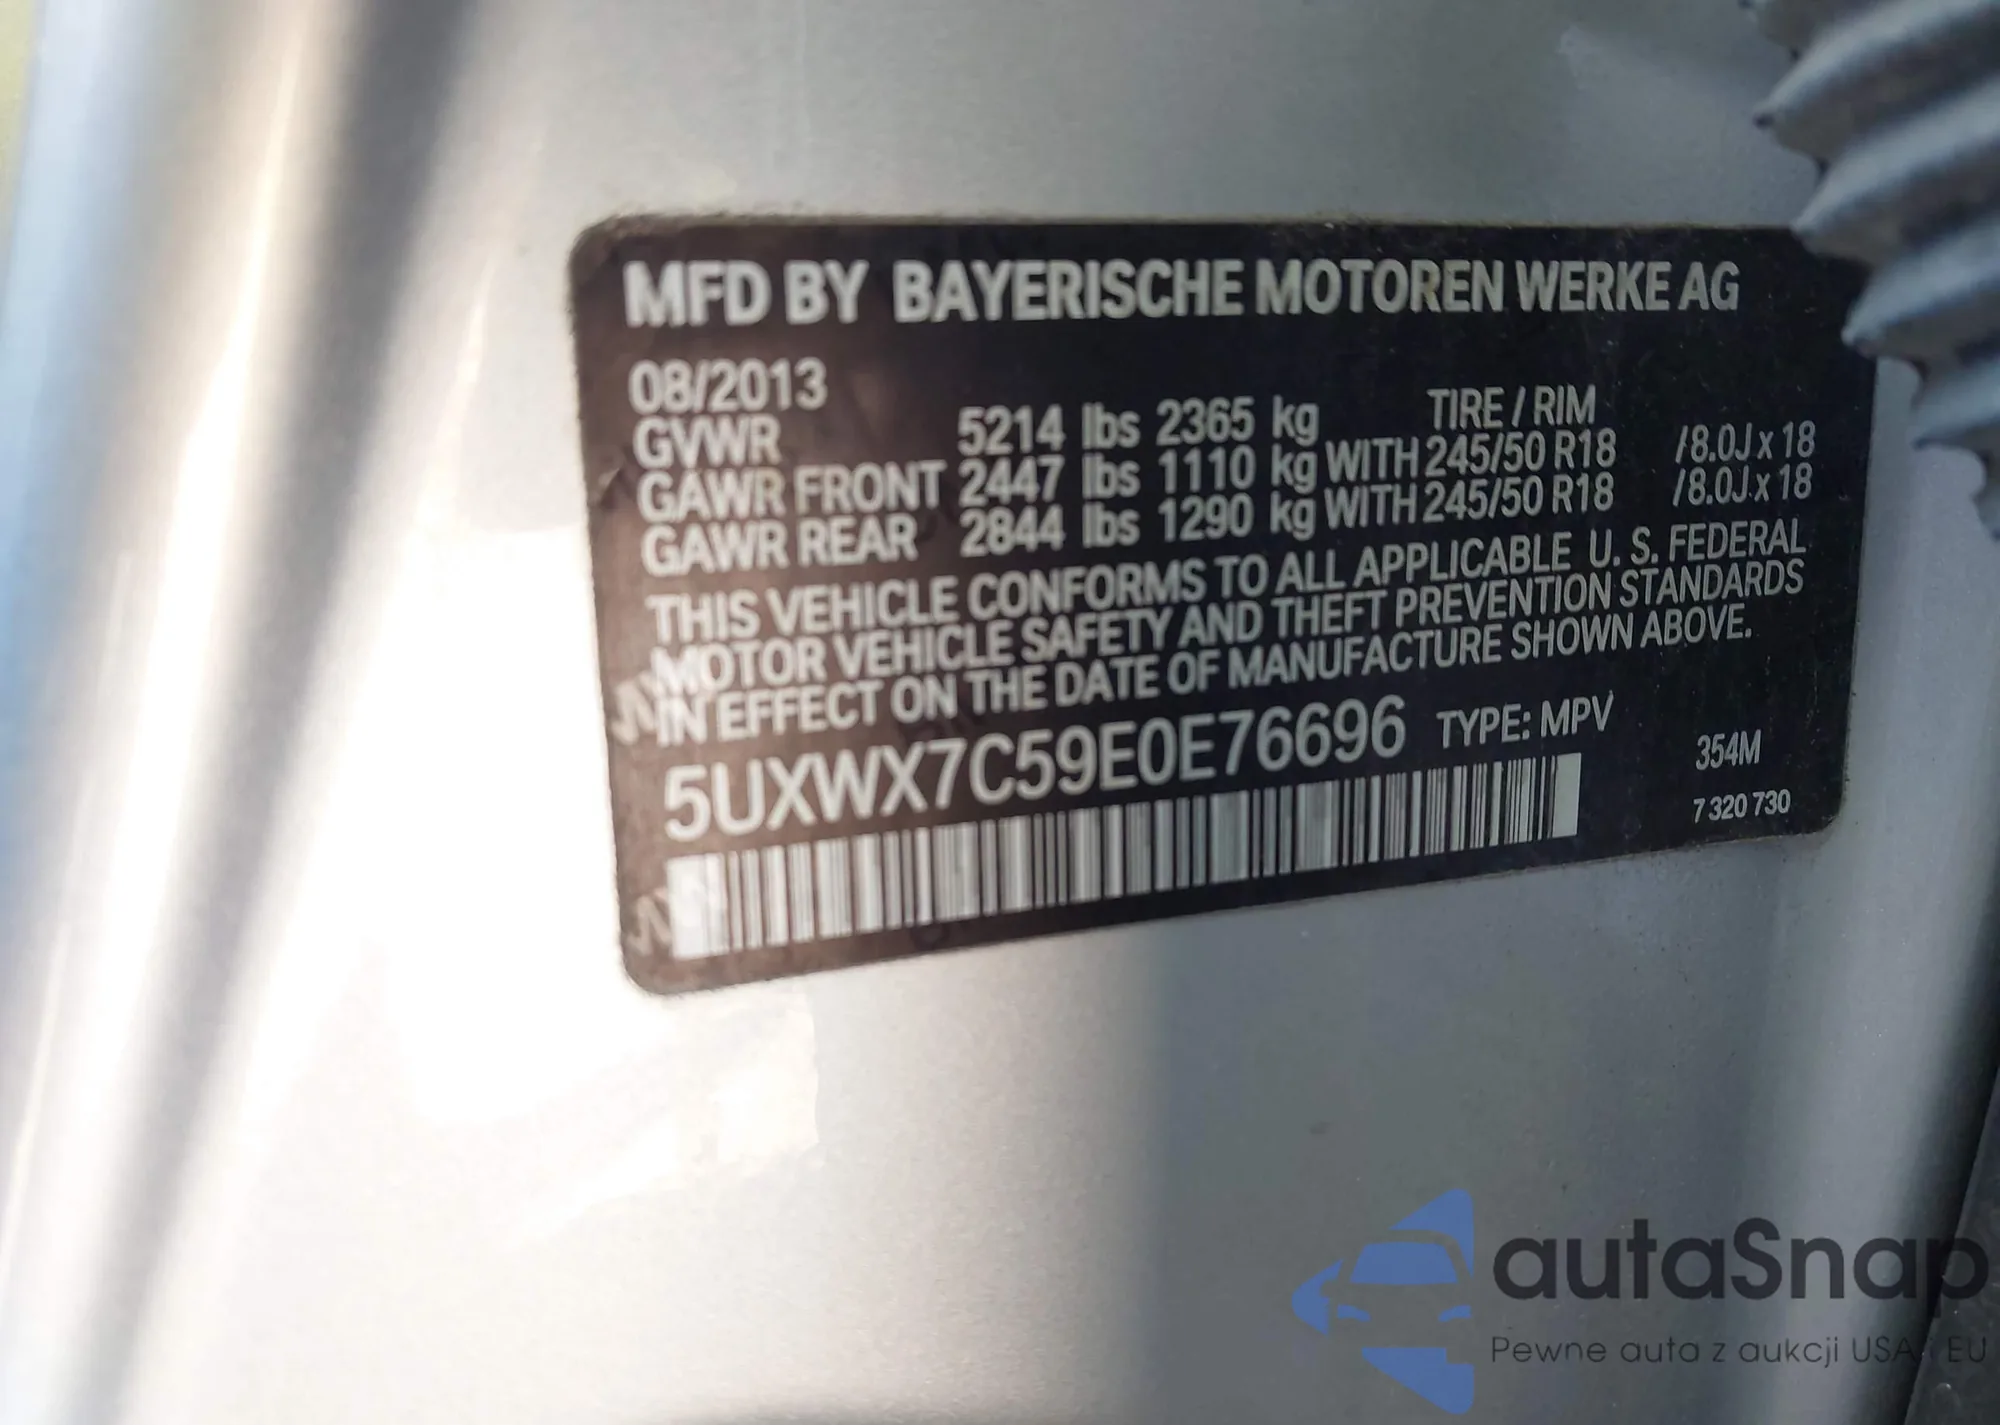 MFD BY BAYERISCHE MOTOREN WERKE AG
08/2013
TIRE / RIM
GVWR 5214 lbs 2365 kg
GAWR FRONT 2447 lbs 1110 kg WITH 245/50 R18 /8.0J x 18
GAWR REAR 2844 lbs 1290 kg WITH 245/50 R18 /8.0J x 18
THIS VEHICLE CONFORMS TO ALL APPLICABLE U. S. FEDERAL
MOTOR VEHICLE SAFETY AND THEFT PREVENTION STANDARDS
IN EFFECT ON THE DATE OF MANUFACTURE SHOWN ABOVE.
5UXWX7C59E0E76696 TYPE: MPV
354M
7 320 730
autaSnap
Pewne auta z aukcji USA i EU